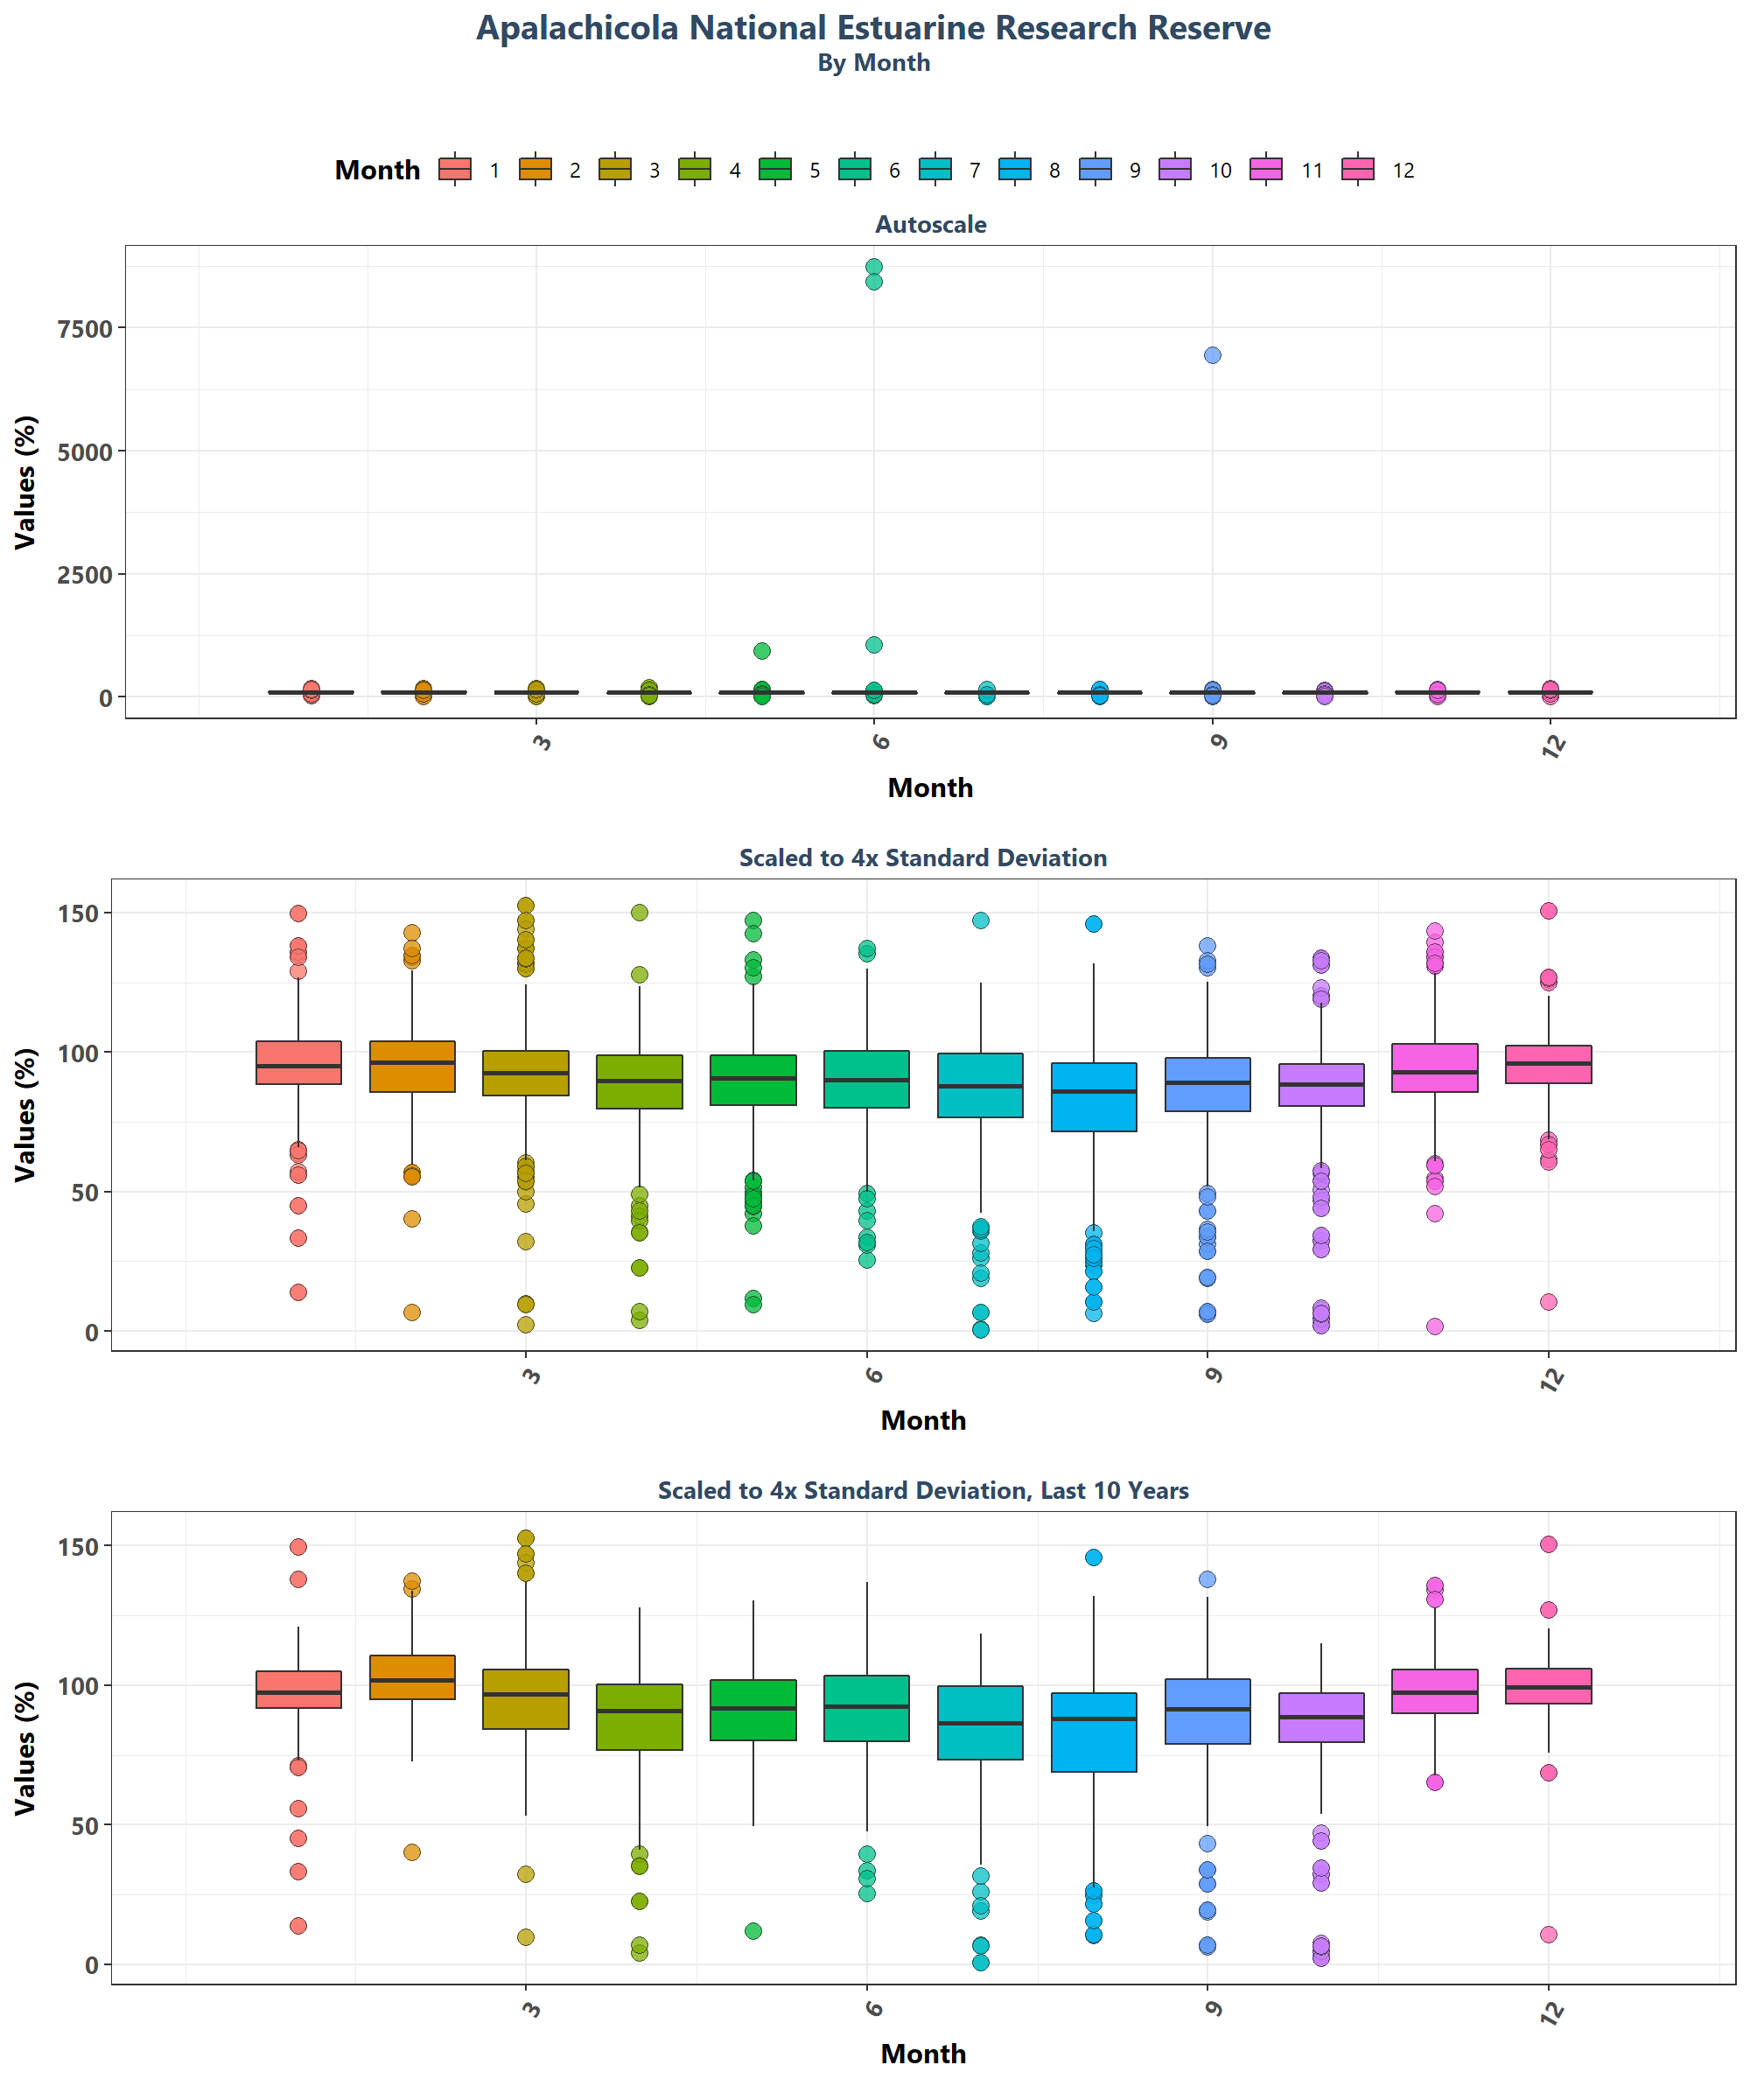 Apalachicola National Estuarine Research Reserve
By Month
Month 1 2 3 4 5 6 7 8 9 10 11 12
Autoscale
Values (%)
7500
5000
2500
0
3 6 9 12
Month
Scaled to 4x Standard Deviation
Values (%)
150
100
50
0
3 6 9 12
Month
Scaled to 4x Standard Deviation, Last 10 Years
Values (%)
150
100
50
0
3 6 9 12
Month